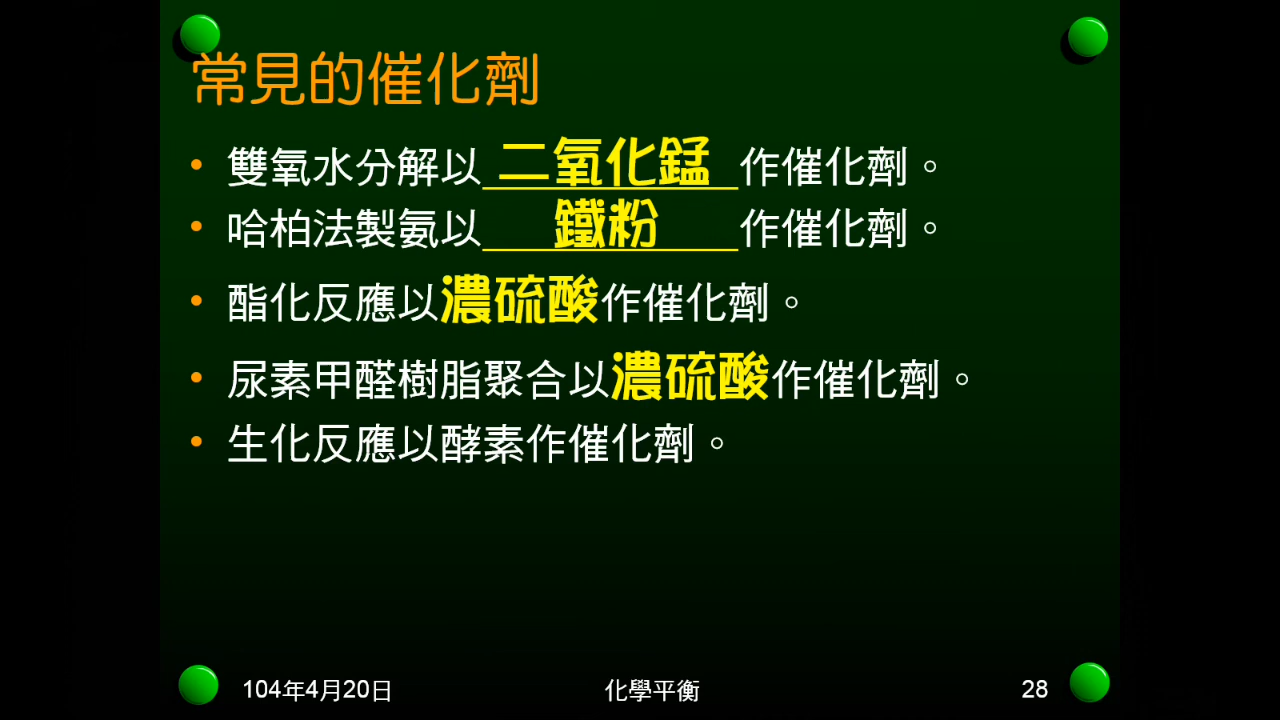 常見的催化劑
• 雙氧水分解以 二氧化錳 作催化劑。
• 哈柏法製氨以 鐵粉 作催化劑。
• 酯化反應以濃硫酸作催化劑。
• 尿素甲醛樹脂聚合以濃硫酸作催化劑。
• 生化反應以酵素作催化劑。
104年4月20日 化學平衡 28